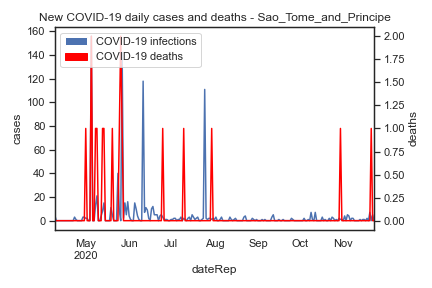 New COVID-19 daily cases and deaths - Sao_Tome_and_Principe
COVID-19 infections
COVID-19 deaths
160
140
120
100
80
60
40
20
0
cases
2.00
1.75
1.50
1.25
1.00
0.75
0.50
0.25
0.00
deaths
May Jun Jul Aug Sep Oct Nov
2020
dateRep